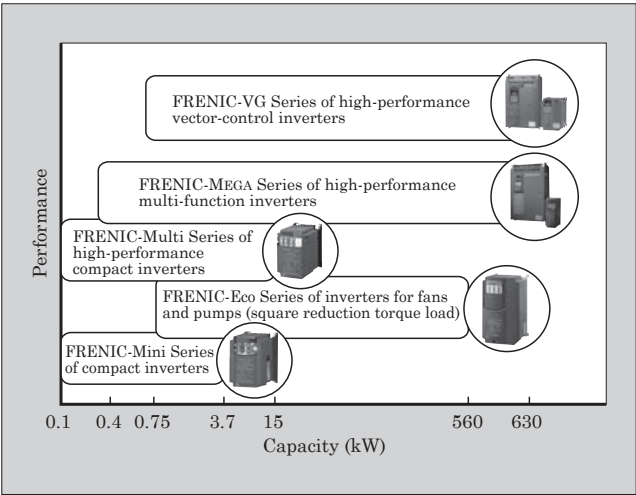 FRENIC-VG Series of high-performance
vector-control inverters
FRENIC-MEGA Series of high-performance
multi-function inverters
FRENIC-Multi Series of
high-performance
compact inverters
FRENIC-Eco Series of inverters for fans
and pumps (square reduction torque load)
FRENIC-Mini Series
of compact inverters
Performance
0.1 0.4 0.75 3.7 15 560 630
Capacity (kW)